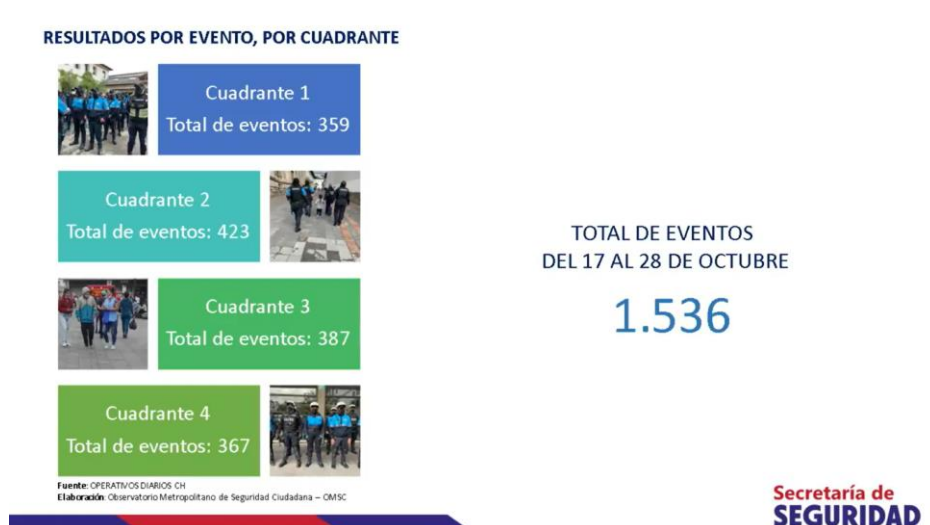 RESULTADOS POR EVENTO, POR CUADRANTE
Cuadrante 1
Total de eventos: 359
Cuadrante 2
Total de eventos: 423
Cuadrante 3
Total de eventos: 387
Cuadrante 4
Total de eventos: 367
Fuente: OPERATIVOS DIARIOS CH
Elaboración: Observatorio Metropolitano de Seguridad Ciudadana – OMSC
TOTAL DE EVENTOS
DEL 17 AL 28 DE OCTUBRE
1.536
Secretaría de
SEGURIDAD